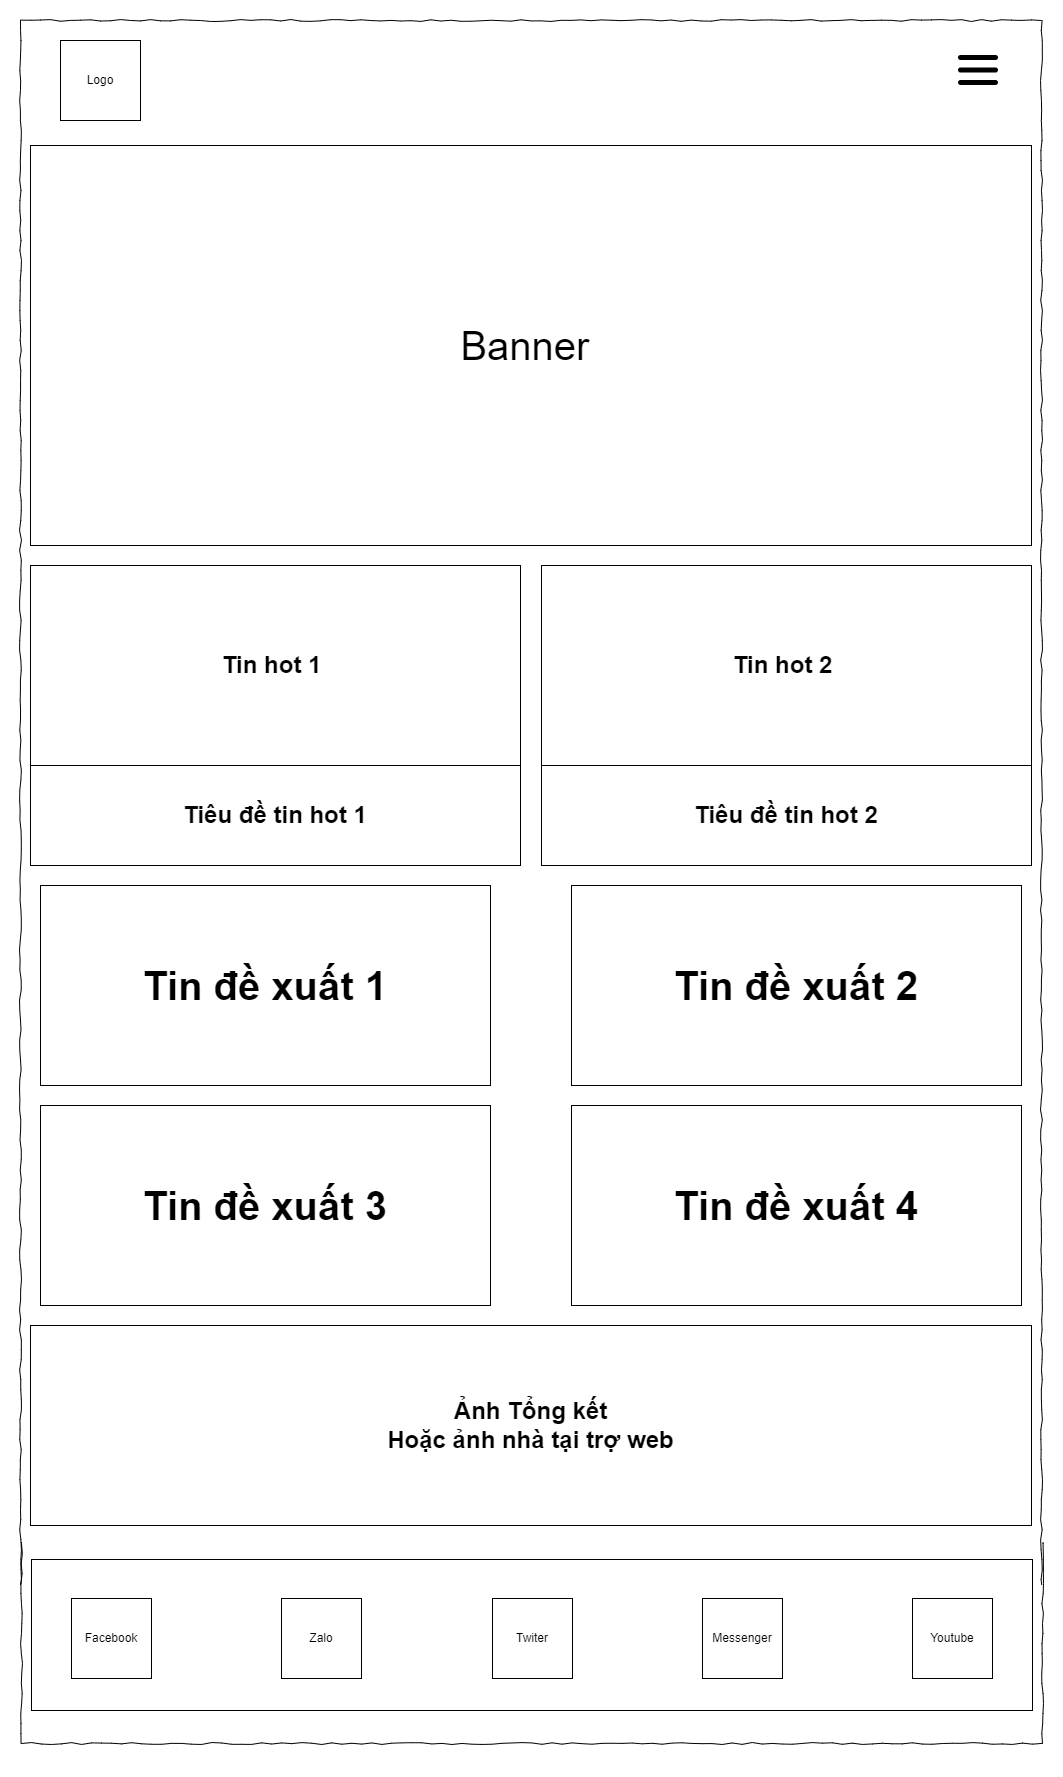 Logo
Banner
Tin hot 1
Tin hot 2
Tiêu đề tin hot 1
Tiêu đề tin hot 2
Tin đề xuất 1
Tin đề xuất 2
Tin đề xuất 3
Tin đề xuất 4
Ảnh Tổng kết
Hoặc ảnh nhà tại trợ web
Facebook
Zalo
Twiter
Messenger
Youtube